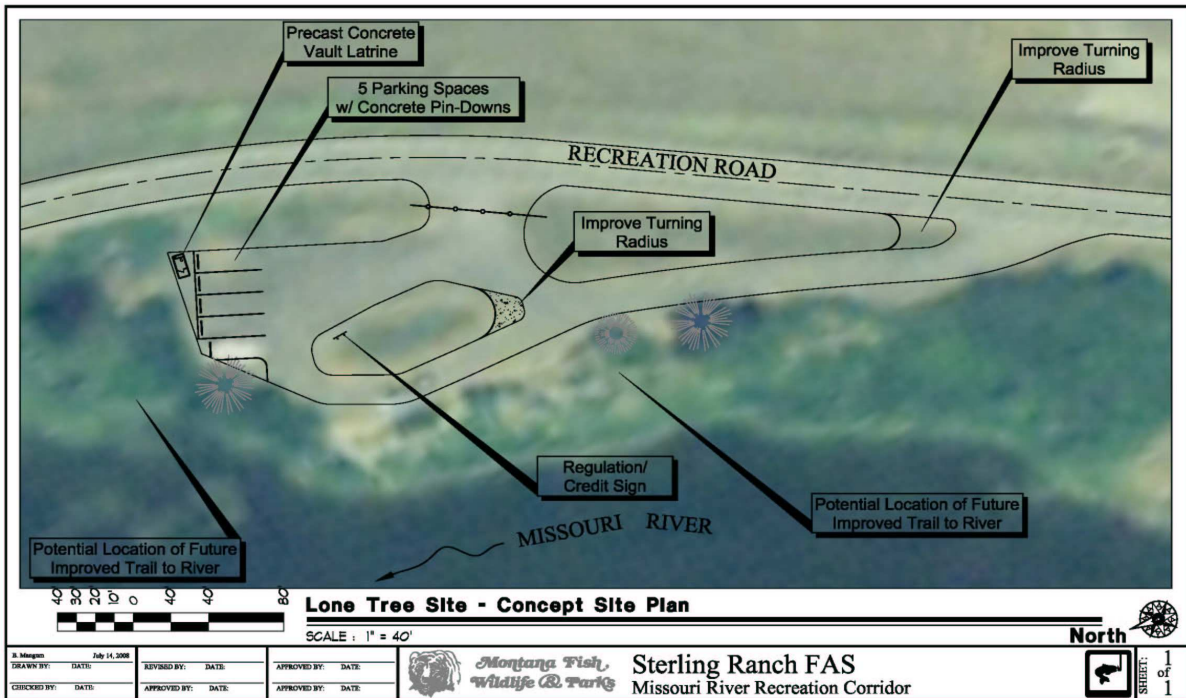 Precast Concrete
Vault Latrine
5 Parking Spaces
w/ Concrete Pin-Downs
Improve Turning
Radius
RECREATION ROAD
Improve Turning
Radius
Regulation/
Credit Sign
Potential Location of Future
Improved Trail to River
MISSOURI RIVER
Potential Location of Future
Improved Trail to River
40' 30' 20' 10' 0 40' 40' 80'
Lone Tree Site - Concept Site Plan
SCALE : 1" = 40'
North
B. Mangum July 14, 2008
DRAWN BY: DATE:
CHECKED BY: DATE:
REVISED BY: DATE:
APPROVED BY: DATE:
APPROVED BY: DATE:
APPROVED BY: DATE:
Montana Fish
Wildlife & Parks
Sterling Ranch FAS
Missouri River Recreation Corridor
SHEET:
1
of
1